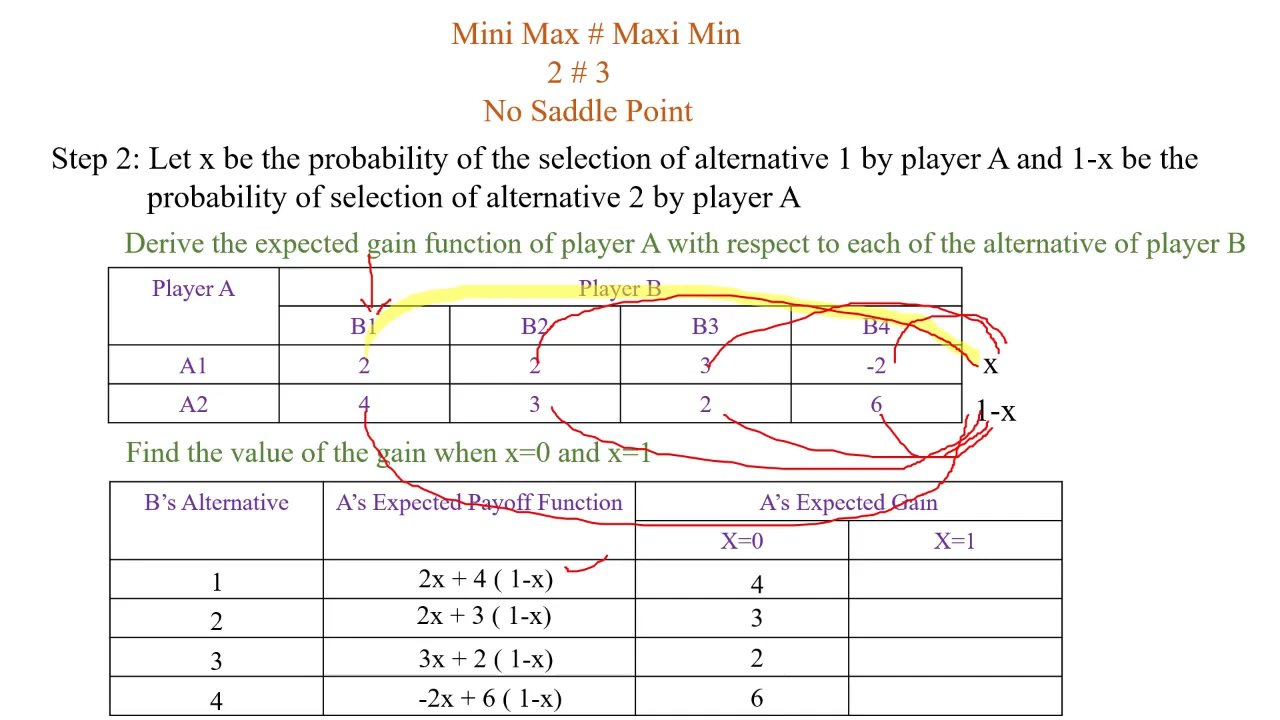 Mini Max # Maxi Min
2 # 3
No Saddle Point
Step 2: Let x be the probability of the selection of alternative 1 by player A and 1-x be the
probability of selection of alternative 2 by player A
Derive the expected gain function of player A with respect to each of the alternative of player B
Player A Player B
B1 B2 B3 B4
A1 2 2 3 -2 x
A2 4 3 2 6 1-x
Find the value of the gain when x=0 and x=1
B's Alternative A's Expected Payoff Function A's Expected Gain
X=0 X=1
1 2x + 4 ( 1-x) 4
2 2x + 3 ( 1-x) 3
3 3x + 2 ( 1-x) 2
4 -2x + 6 ( 1-x) 6